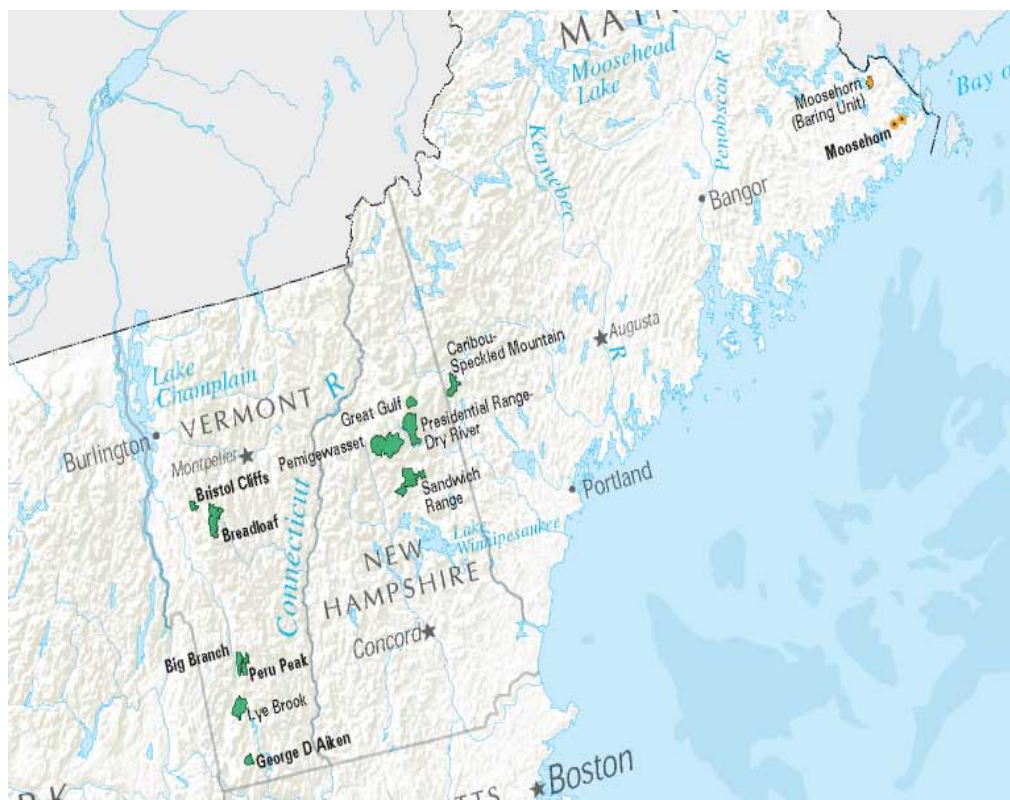 MAIN
Moosehead
Lake
Penobscot R
Kennebec
R
Moosehorn
(Baring Unit)
Moosehorn
Bay o
Bangor
Augusta
Caribou-
Speckled Mountain
Lake
Champlain
VERMONT
Burlington
Montpelier
Connecticut R
Great Gulf
Presidential Range-
Dry River
Pemigewasset
Sandwich
Range
Portland
Bristol Cliffs
Breadloaf
Lake
Winnipesaukee
NEW
HAMPSHIRE
Concord
Big Branch
Peru Peak
Lye Brook
George D Aiken
Boston
TTS
RK